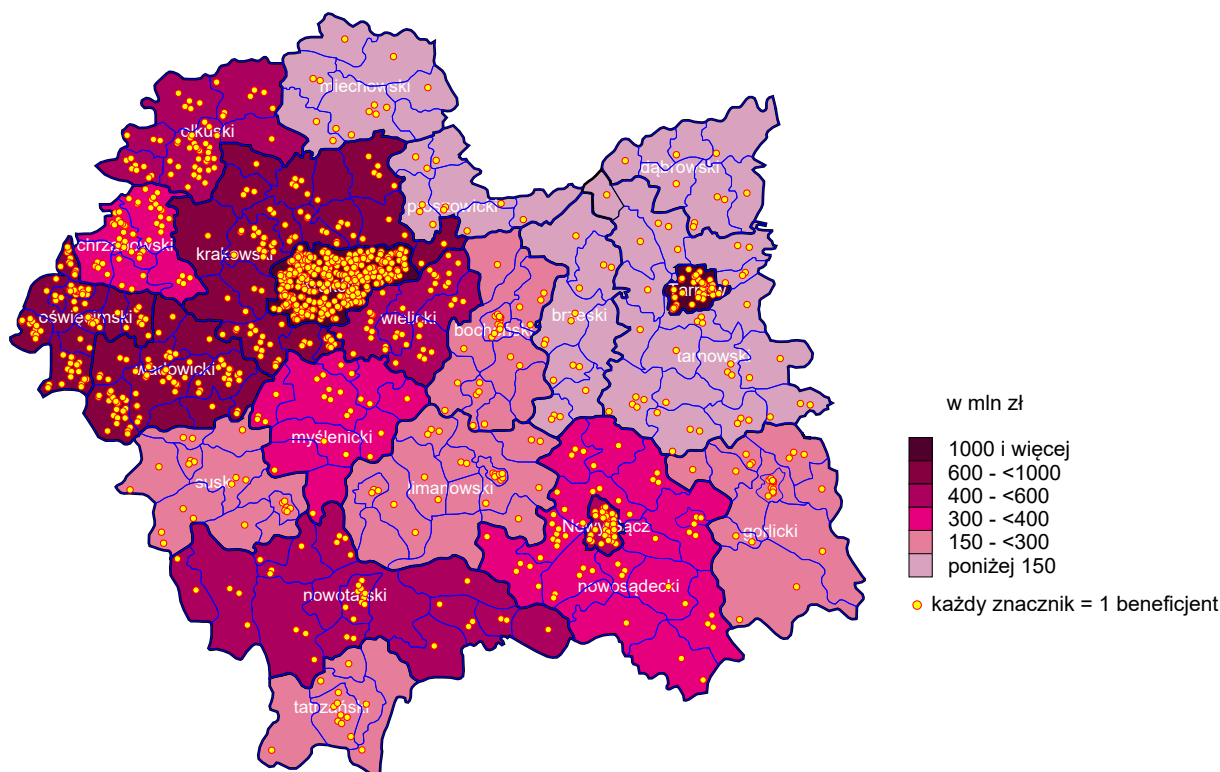 miechowski
olkuski
dąbrowski
proszowicki
chrzanowski
krakowski
Tarnów
oświęcimski
wielicki
bocheński
brzeski
wadowicki
tarnowski
myślenicki
suski
limanowski
Nowy Sącz
gorlicki
nowosądecki
nowotarski
tatrzański
w mln zł
1000 i więcej
600 - <1000
400 - <600
300 - <400
150 - <300
poniżej 150
każdy znacznik = 1 beneficjent